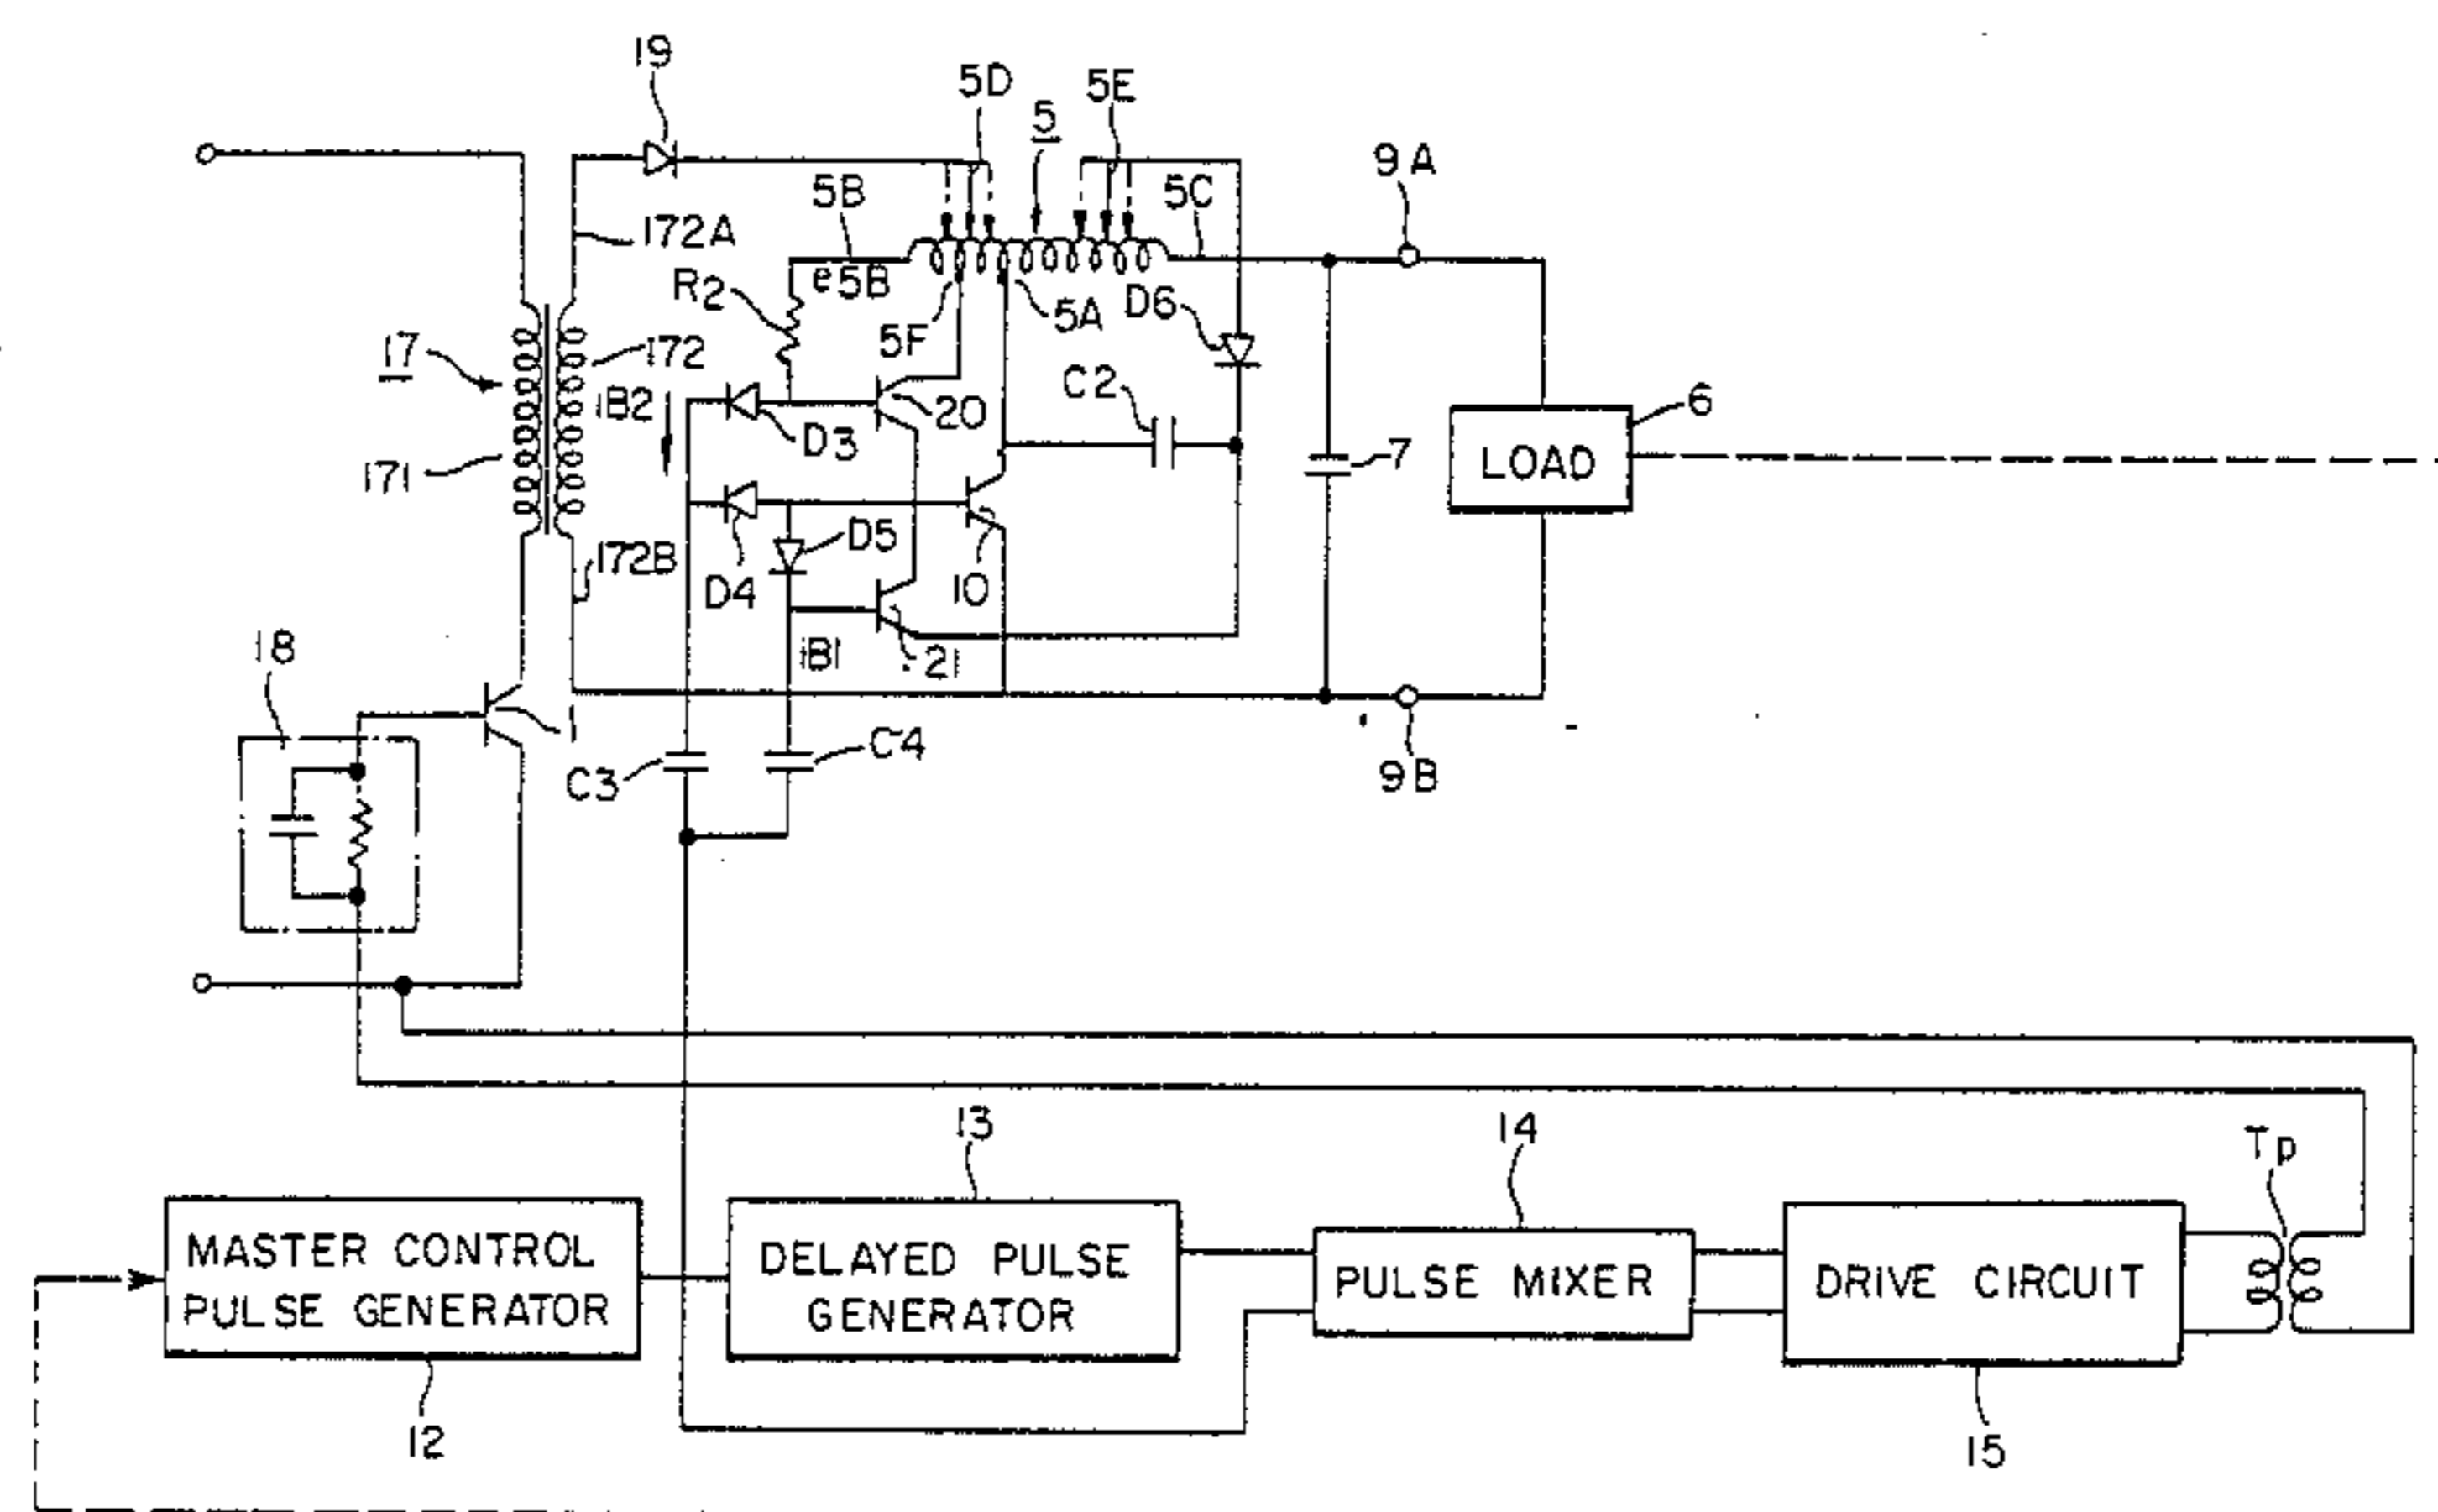 19
5D
5
5E
9A
5B
5C
172A
e5B
R2
5F
5A
D6
17
172
iB2
C2
20
6
D3
171
LOAD
7
D5
172B
D4
10
18
iB1
21
1
C4
C3
9B
13
14
Tp
MASTER CONTROL
PULSE GENERATOR
DELAYED PULSE
GENERATOR
PULSE MIXER
DRIVE CIRCUIT
12
15